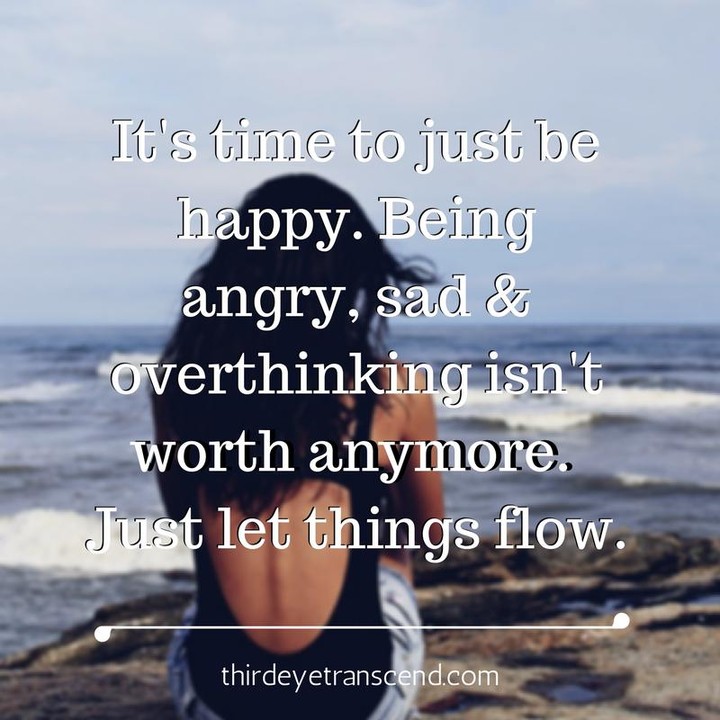 It's time to just be
happy. Being
angry, sad &
overthinking isn't
worth anymore.
Just let things flow.
thirdeyetranscend.com